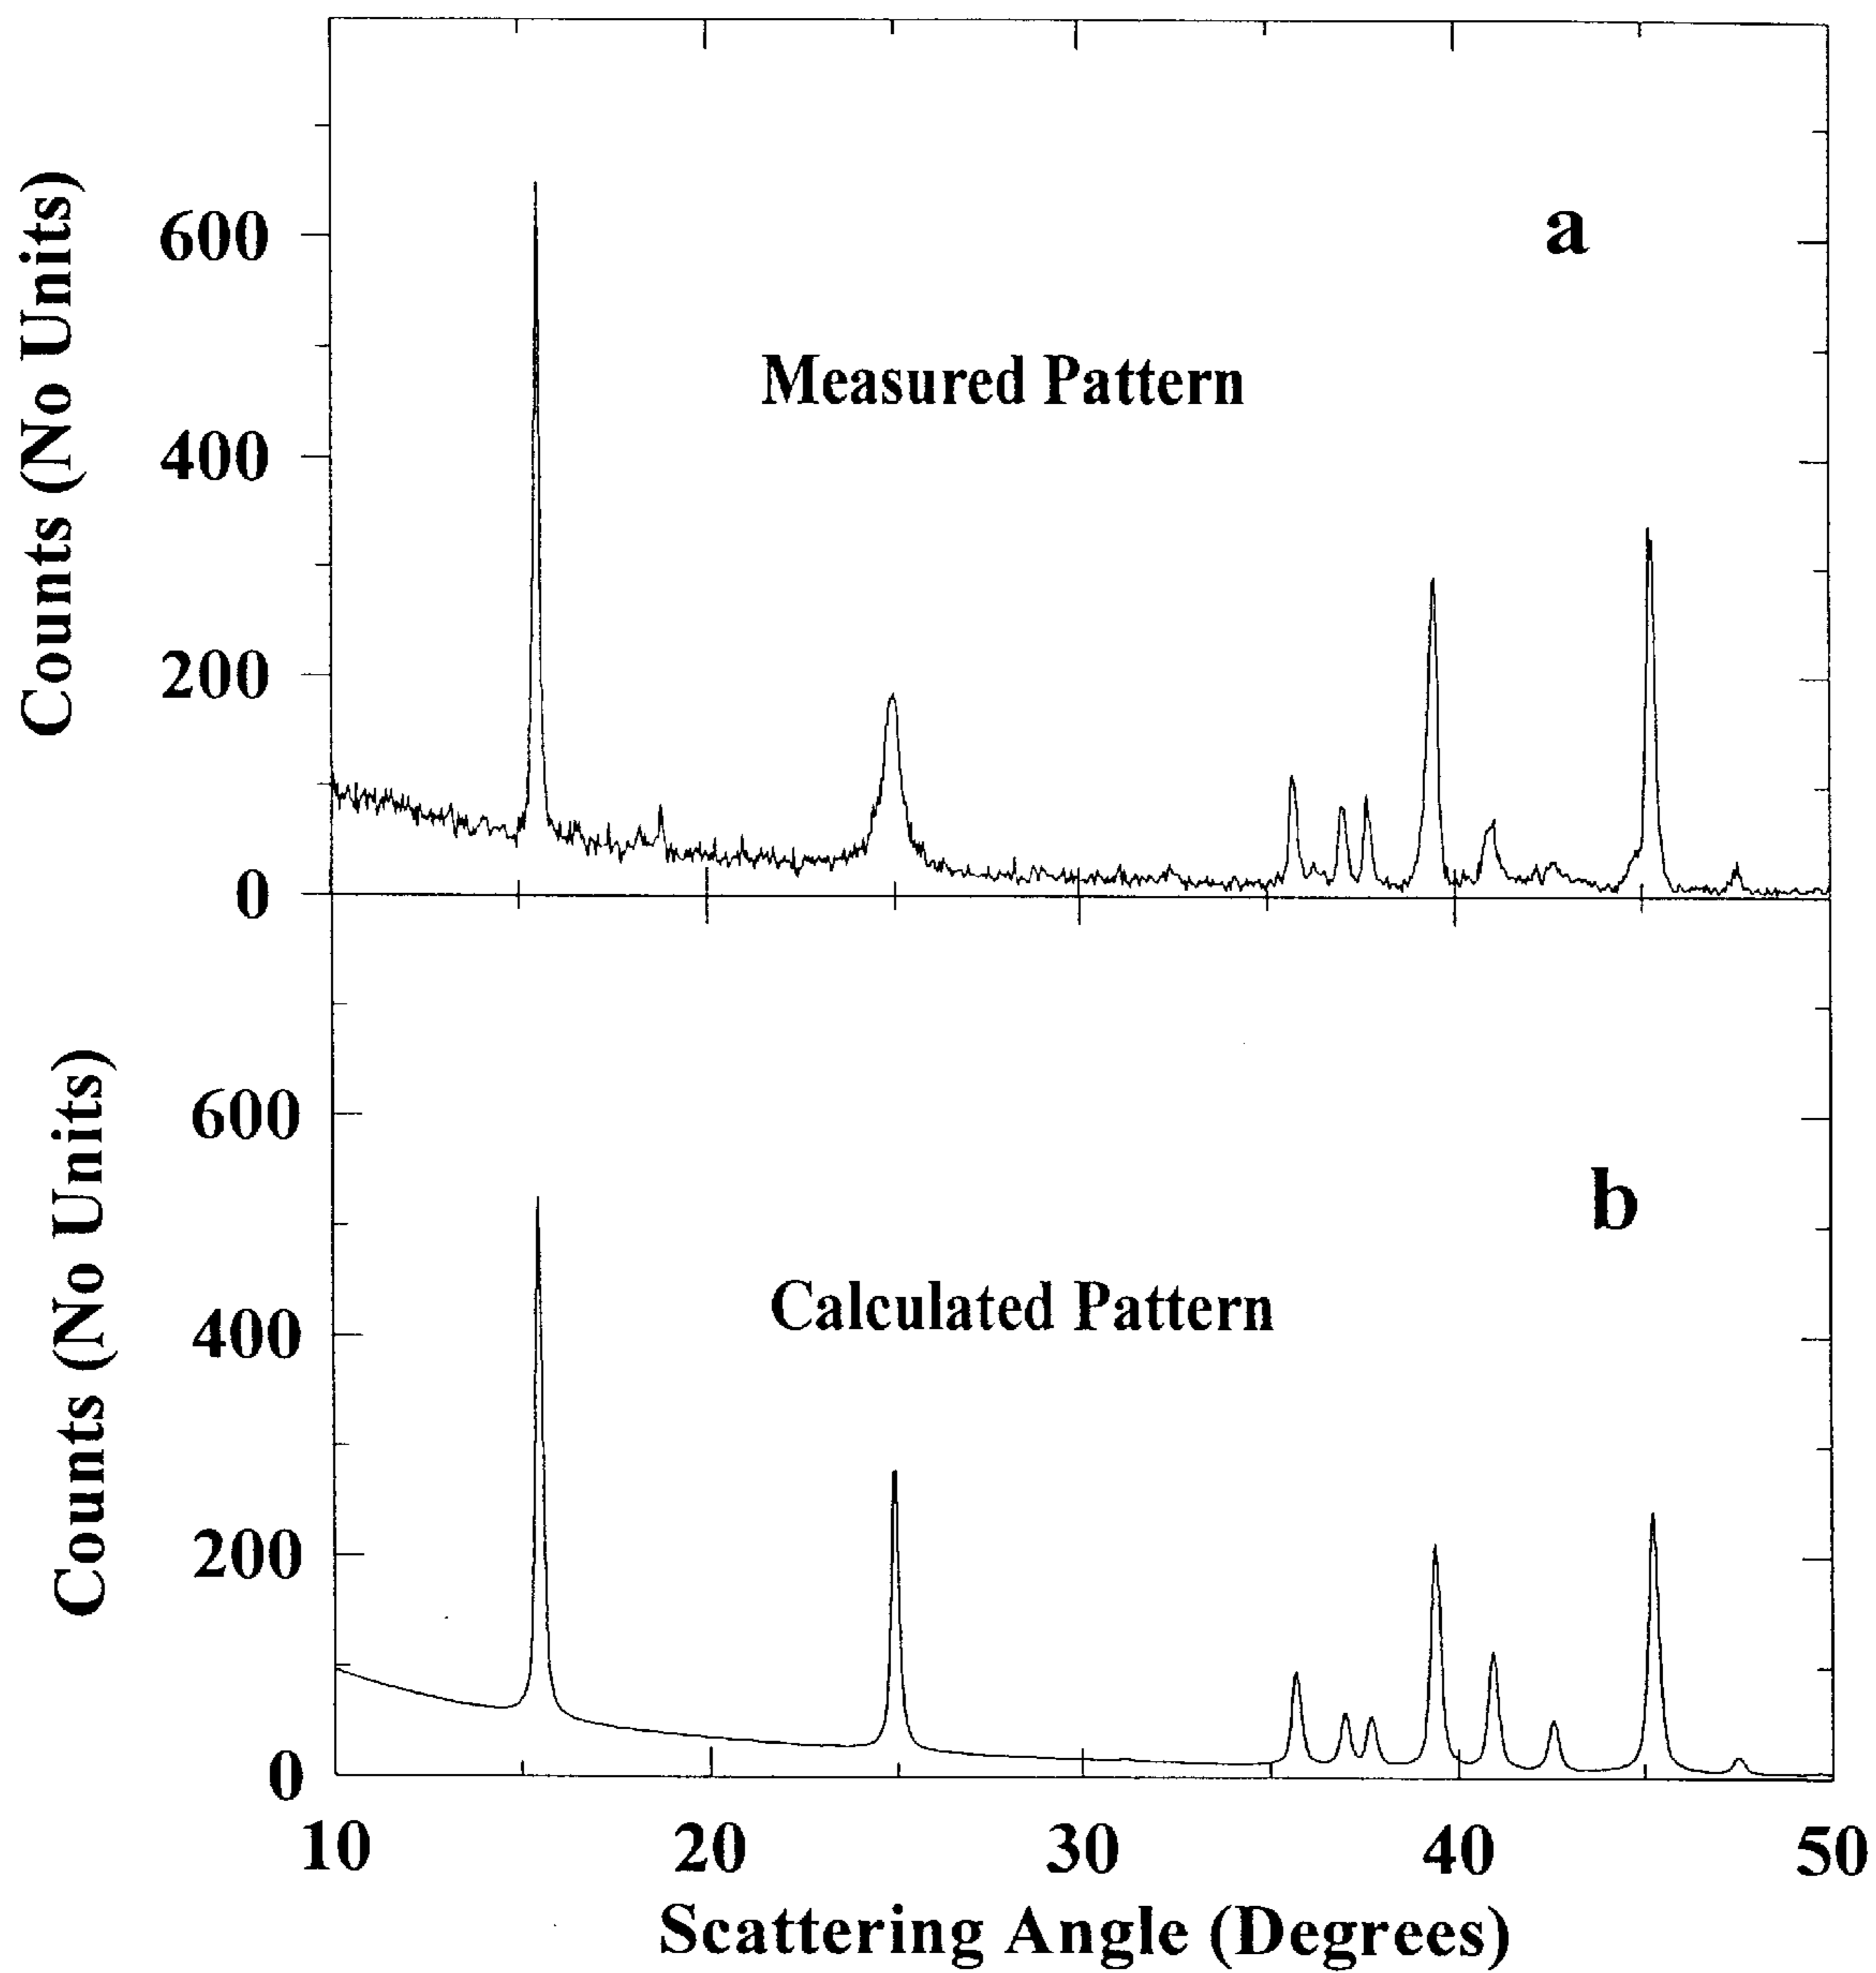 Counts (No Units)
600
400
200
0
a
Measured Pattern
Counts (No Units)
600
400
200
0
b
Calculated Pattern
10 20 30 40 50
Scattering Angle (Degrees)